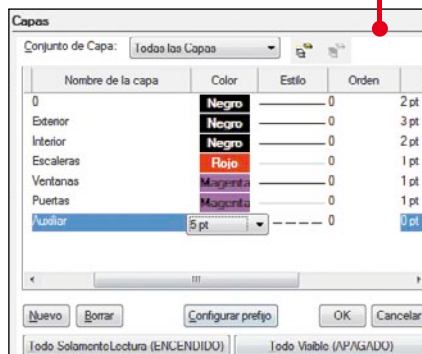 Capas
Conjunto de Capa: Todas las Capas
Nombre de la capa Color Estilo Orden
0 Negro 0 2 pt
Exterior Negro 0 3 pt
Interior Negro 0 2 pt
Escaleras Rojo 0 1 pt
Ventanas Magenta 0 1 pt
Puertas Magenta 0 1 pt
Auxiliar 5 pt 0 0 pt
Nuevo Borrar Configurar prefijo OK Cancelar
Todo SolamenteLectura (ENCENDIDO) Todo Visible (APAGADO)